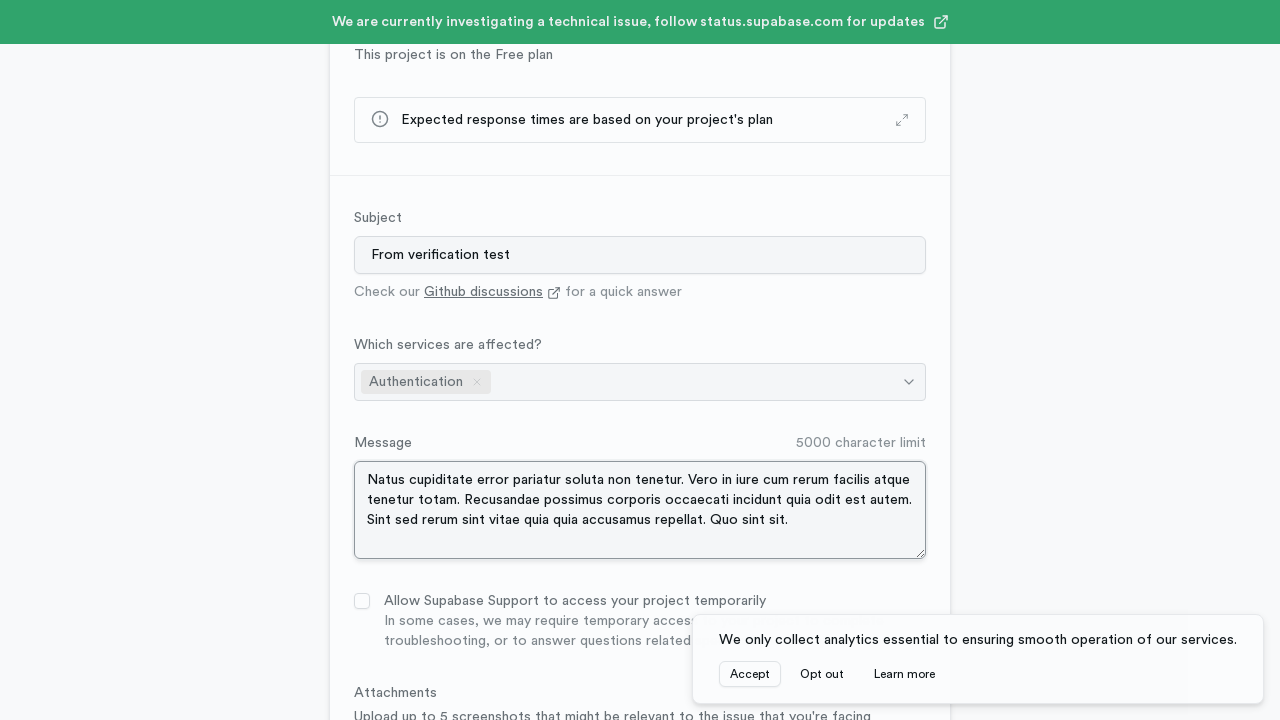 We are currently investigating a technical issue, follow status.supabase.com for updates
This project is on the Free plan
Expected response times are based on your project's plan
Subject
From verification test
Check our Github discussions for a quick answer
Which services are affected?
Authentication
Message
5000 character limit
Natus cupiditate error pariatur soluta non tenetur. Vero in iure cum rerum facilis atque
tenetur totam. Recusandae possimus corporis occaecati incidunt quia odit est autem.
Sint sed rerum sint vitae quia quia accusamus repellat. Quo sint sit.
Allow Supabase Support to access your project temporarily
In some cases, we may require temporary acces
troubleshooting, or to answer questions related
We only collect analytics essential to ensuring smooth operation of our services.
Accept
Opt out
Learn more
Attachments
Upload up to 5 screenshots that might be relevant to the issue that you're facing